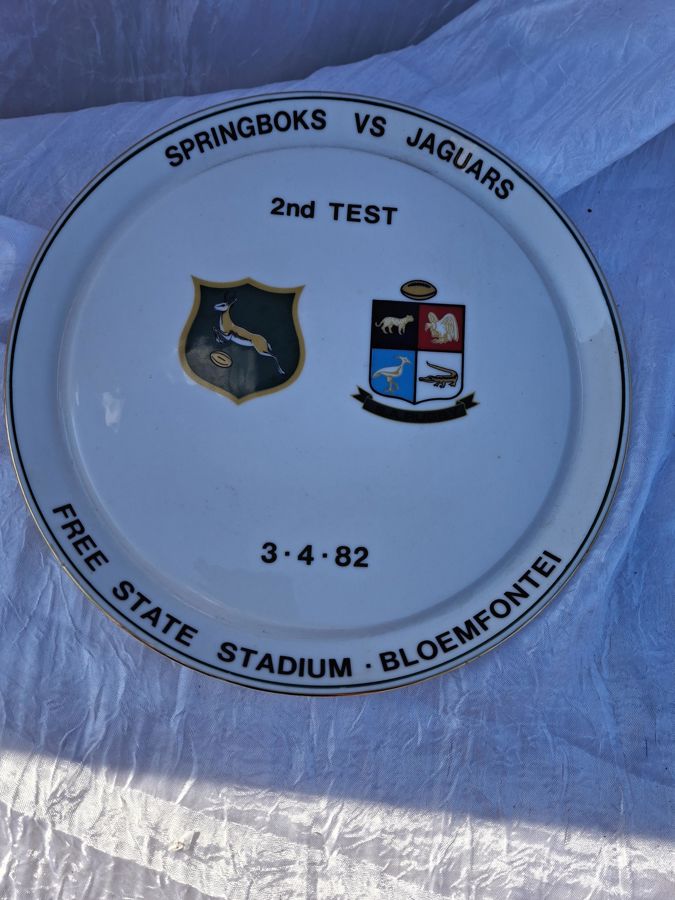 SPRINGBOKS VS JAGUARS
2nd TEST
3·4·82
FREE STATE STADIUM · BLOEMFONTEI